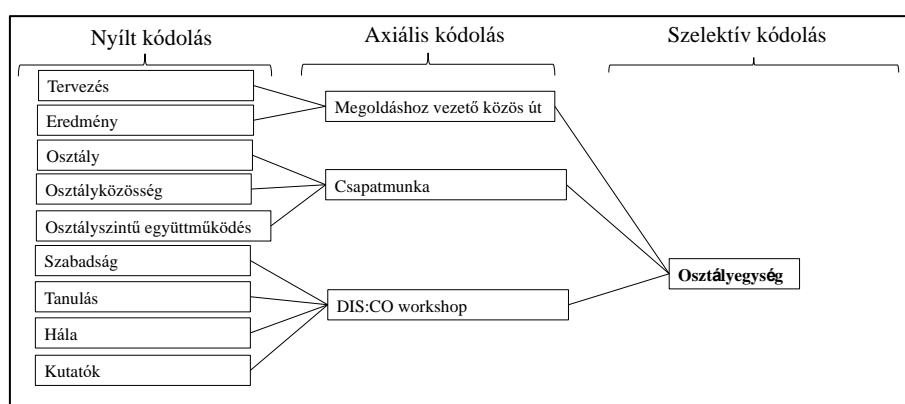 Nyílt kódolás
Axiális kódolás
Szelektív kódolás
Tervezés
Eredmény
Osztály
Osztályközösség
Osztályszintű együttműködés
Szabadság
Tanulás
Hála
Kutatók
Megoldáshoz vezető közös út
Csapatmunka
DIS:CO workshop
Osztályegység